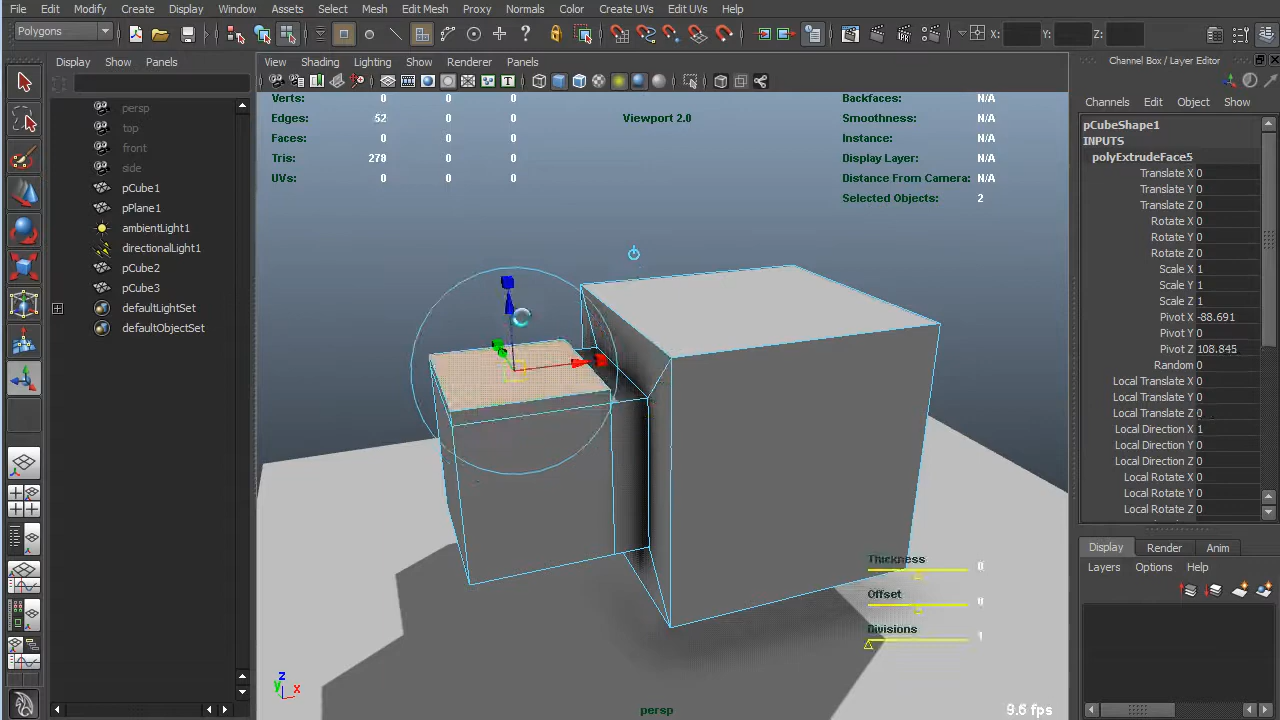 File Edit Modify Create Display Window Assets Select Mesh Edit Mesh Proxy Normals Color Create UVs Edit UVs Help
Polygons
X: Y: Z:
Display Show Panels
persp
top
front
side
pCube1
pPlane1
ambientLight1
directionalLight1
pCube2
pCube3
defaultLightSet
defaultObjectSet
View Shading Lighting Show Renderer Panels
Verts: 0 0 0
Edges: 52 0 0
Faces: 0 0 0
Tris: 278 0 0
UVs: 0 0 0
Viewport 2.0
Backfaces: N/A
Smoothness: N/A
Instance: N/A
Display Layer: N/A
Distance From Camera: N/A
Selected Objects: 2
Thickness 0
Offset 0
Divisions 1
z
y x
persp
9.6 fps
Channel Box / Layer Editor
Channels Edit Object Show
pCubeShape1
INPUTS
polyExtrudeFace5
Translate X 0
Translate Y 0
Translate Z 0
Rotate X 0
Rotate Y 0
Rotate Z 0
Scale X 1
Scale Y 1
Scale Z 1
Pivot X -88.691
Pivot Y 0
Pivot Z 108.845
Random 0
Local Translate X 0
Local Translate Y 0
Local Translate Z 0
Local Direction X 1
Local Direction Y 0
Local Direction Z 0
Local Rotate X 0
Local Rotate Y 0
Local Rotate Z 0
Display Render Anim
Layers Options Help